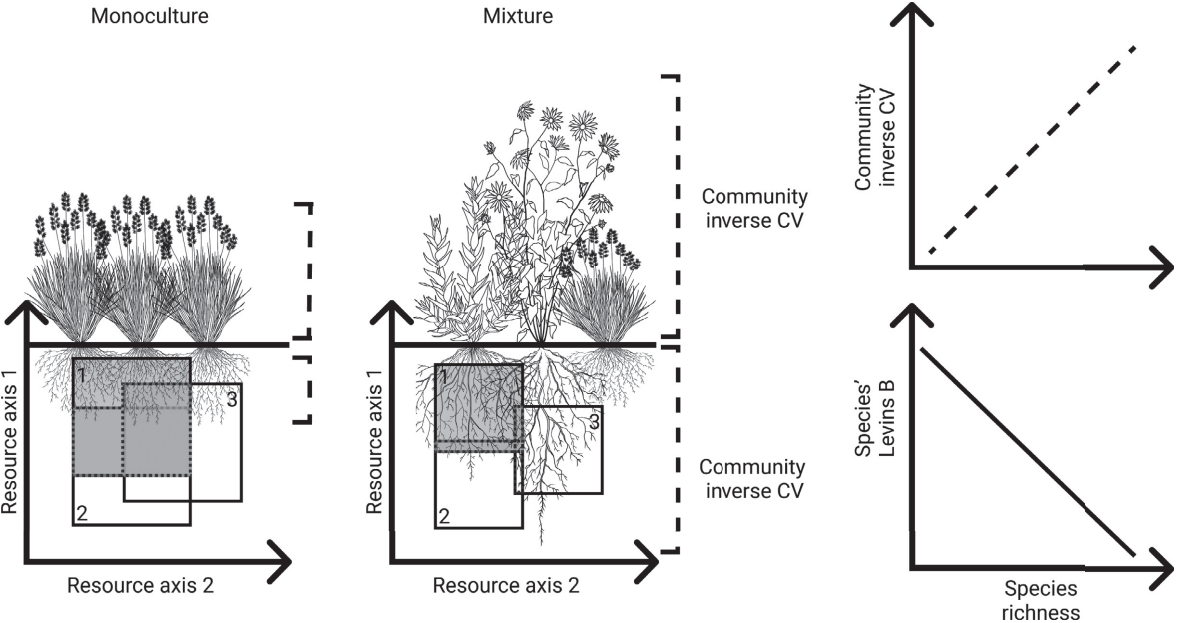 Monoculture
Mixture
Community
inverse CV
Community
inverse CV
Resource axis 1
1
2
3
Resource axis 2
Resource axis 1
1
2
3
Resource axis 2
Community
inverse CV
Species’
Levins B
Species
richness